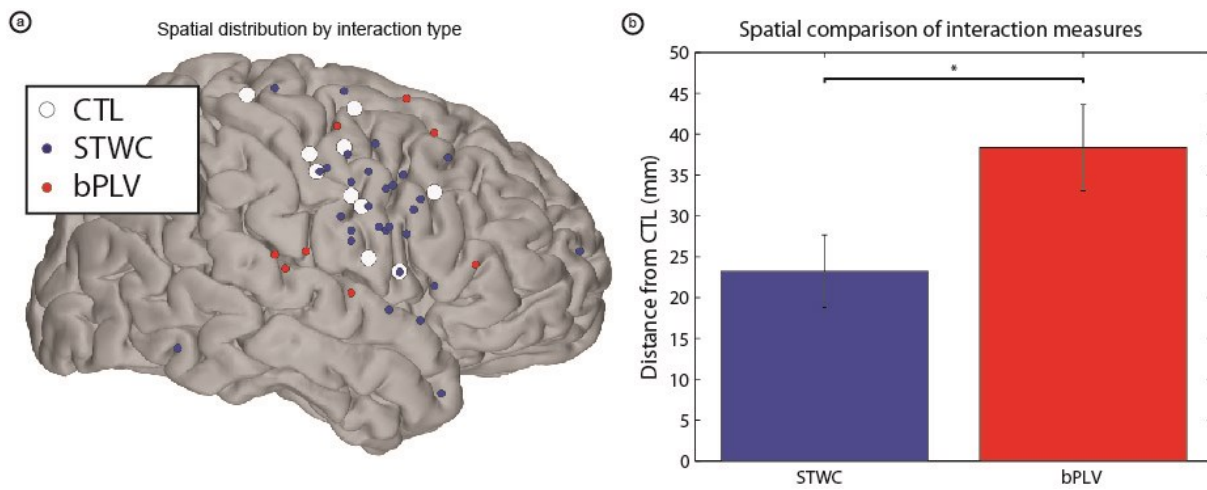 a
Spatial distribution by interaction type
CTL
STWC
bPLV
b
Spatial comparison of interaction measures
*
Distance from CTL (mm)
50
45
40
35
30
25
20
15
10
5
0
STWC
bPLV